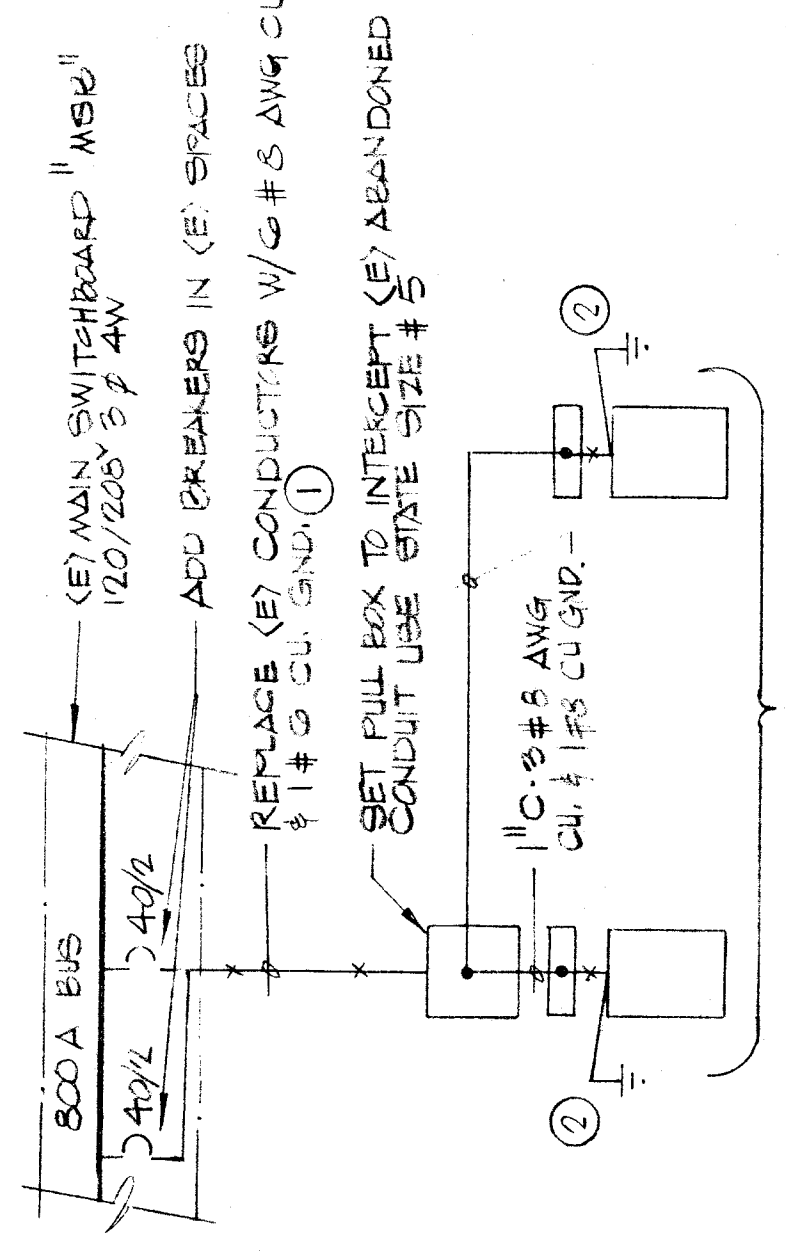 (E) MAIN SWITCHBOARD "MSB"
120/208Y 3 ø 4W
ADD BREAKERS IN (E) SPACES
REPLACE (E) CONDUCTORS W/6 #8 AWG CU
& 1 #6 CU. GND. 1
SET PULL BOX TO INTERCEPT (E) ABANDONED
CONDUIT USE STATE SIZE #5
800 A BUS
40/2
40/2
1"C-3#8 AWG
CU. & 1#8 CU GND.
2
2